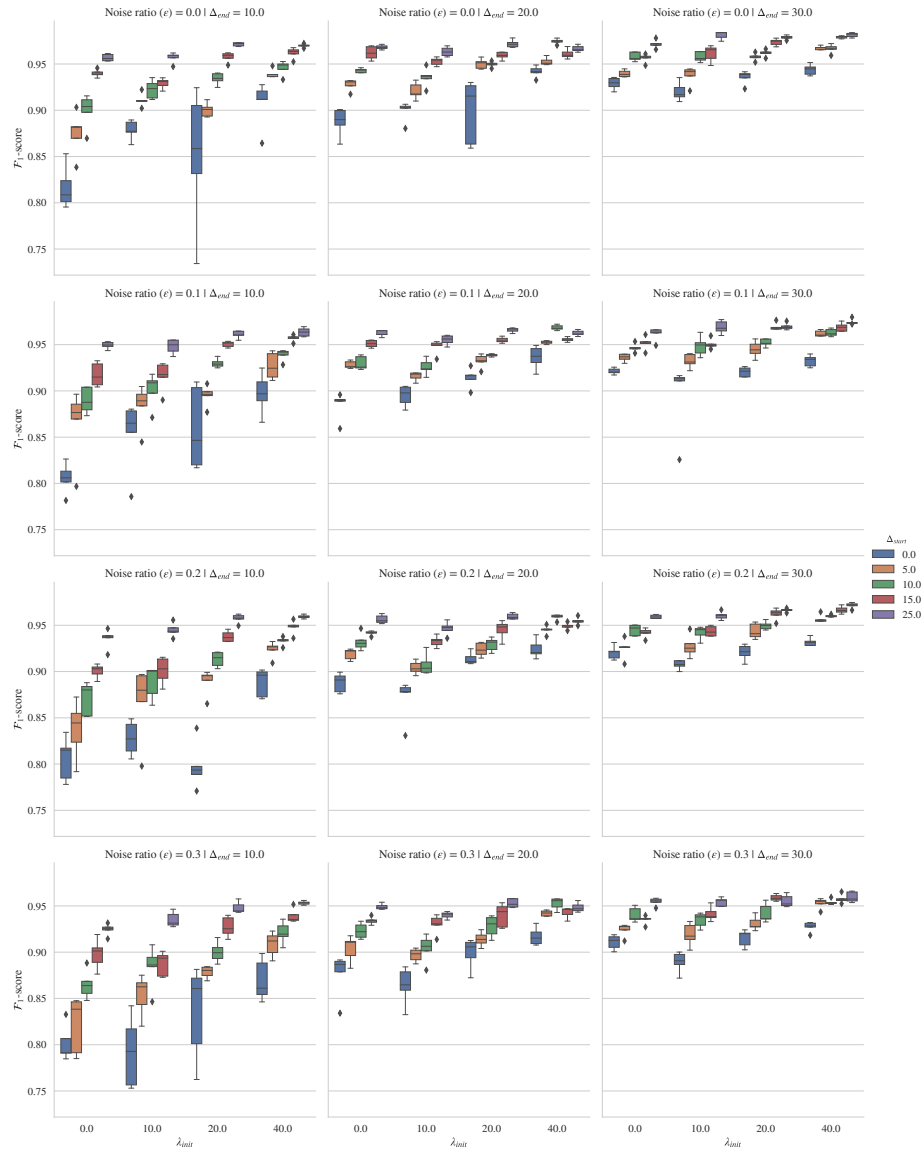 Noise ratio (ε) = 0.0 | Δend = 10.0
Noise ratio (ε) = 0.0 | Δend = 20.0
Noise ratio (ε) = 0.0 | Δend = 30.0
0.95
0.90
0.85
0.80
0.75
F1-score
Noise ratio (ε) = 0.1 | Δend = 10.0
Noise ratio (ε) = 0.1 | Δend = 20.0
Noise ratio (ε) = 0.1 | Δend = 30.0
0.95
0.90
0.85
0.80
0.75
F1-score
Noise ratio (ε) = 0.2 | Δend = 10.0
Noise ratio (ε) = 0.2 | Δend = 20.0
Noise ratio (ε) = 0.2 | Δend = 30.0
0.95
0.90
0.85
0.80
0.75
F1-score
Noise ratio (ε) = 0.3 | Δend = 10.0
Noise ratio (ε) = 0.3 | Δend = 20.0
Noise ratio (ε) = 0.3 | Δend = 30.0
0.95
0.90
0.85
0.80
0.75
F1-score
0.0 10.0 20.0 40.0
0.0 10.0 20.0 40.0
0.0 10.0 20.0 40.0
λinit
λinit
λinit
Δstart
0.0
5.0
10.0
15.0
25.0